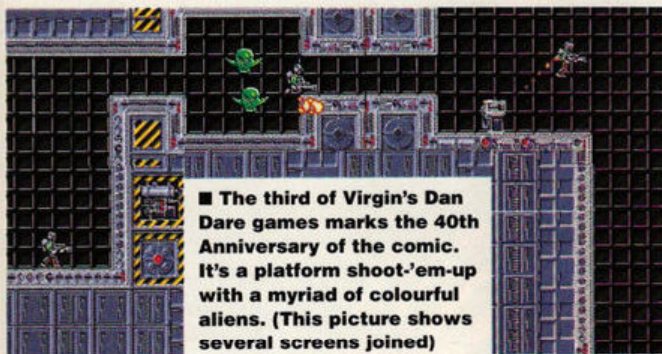 ■ The third of Virgin's Dan
Dare games marks the 40th
Anniversary of the comic.
It's a platform shoot-'em-up
with a myriad of colourful
aliens. (This picture shows
several screens joined)